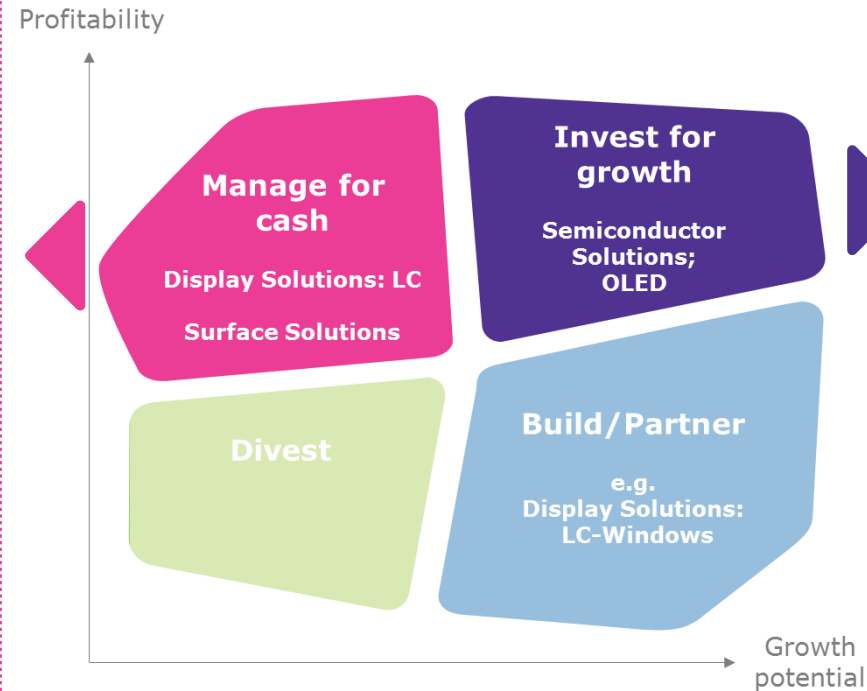 Profitability
Manage for
cash
Display Solutions: LC
Surface Solutions
Invest for
growth
Semiconductor
Solutions;
OLED
Divest
Build/Partner
e.g.
Display Solutions:
LC-Windows
Growth
potential